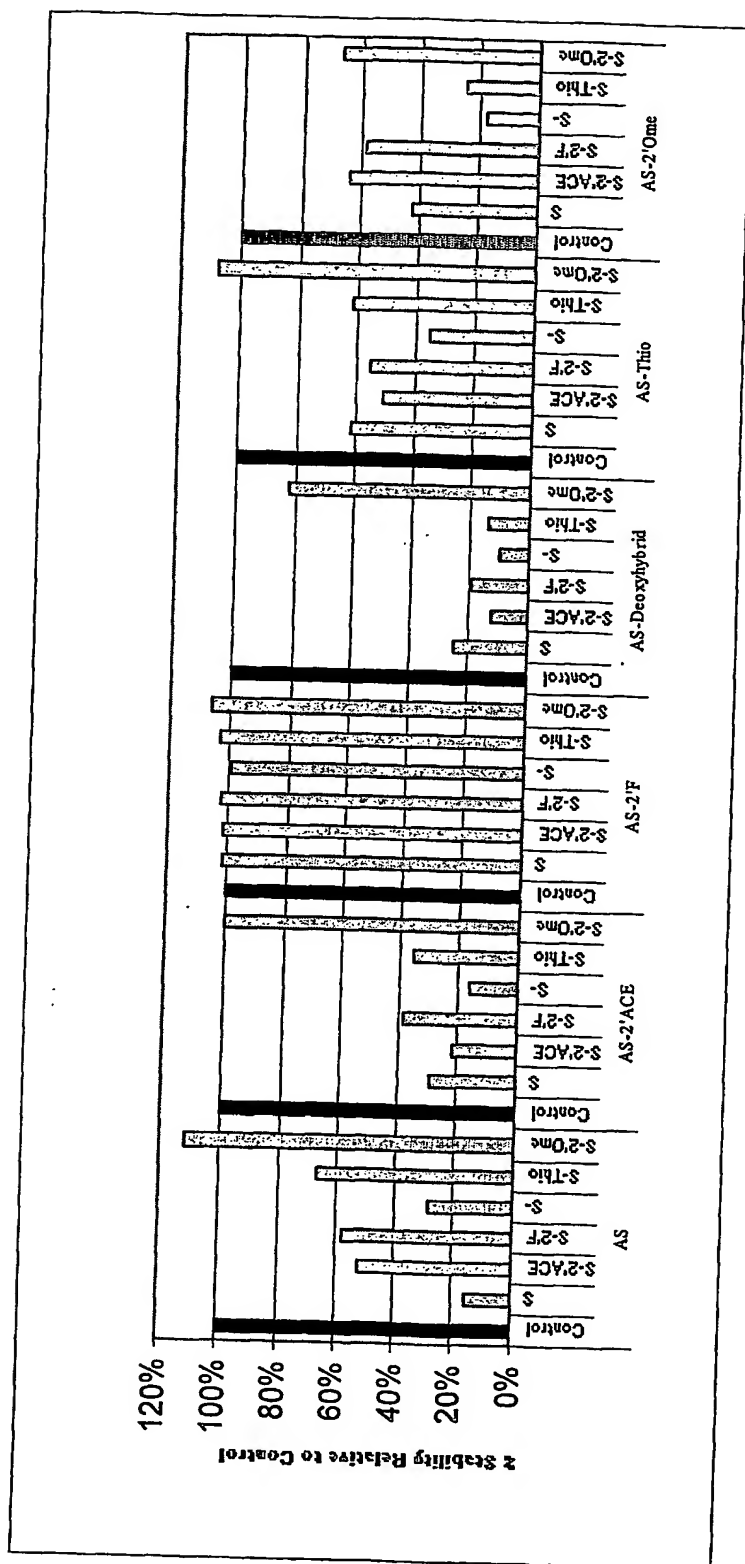 % Stability Relative to Control
120%
100%
80%
60%
40%
20%
0%
Control
S
S-2'ACE
S-2'F
S-
S-Thio
S-2'Ome
AS
Control
S
S-2'ACE
S-2'F
S-
S-Thio
S-2'Ome
AS-2'ACE
Control
S
S-2'ACE
S-2'F
S-
S-Thio
S-2'Ome
AS-2'F
Control
S
S-2'ACE
S-2'F
S-
S-Thio
S-2'Ome
AS-Deoxyhybrid
Control
S
S-2'ACE
S-2'F
S-
S-Thio
S-2'Ome
AS-Thio
Control
S
S-2'ACE
S-2'F
S-
S-Thio
S-2'Ome
AS-2'Ome